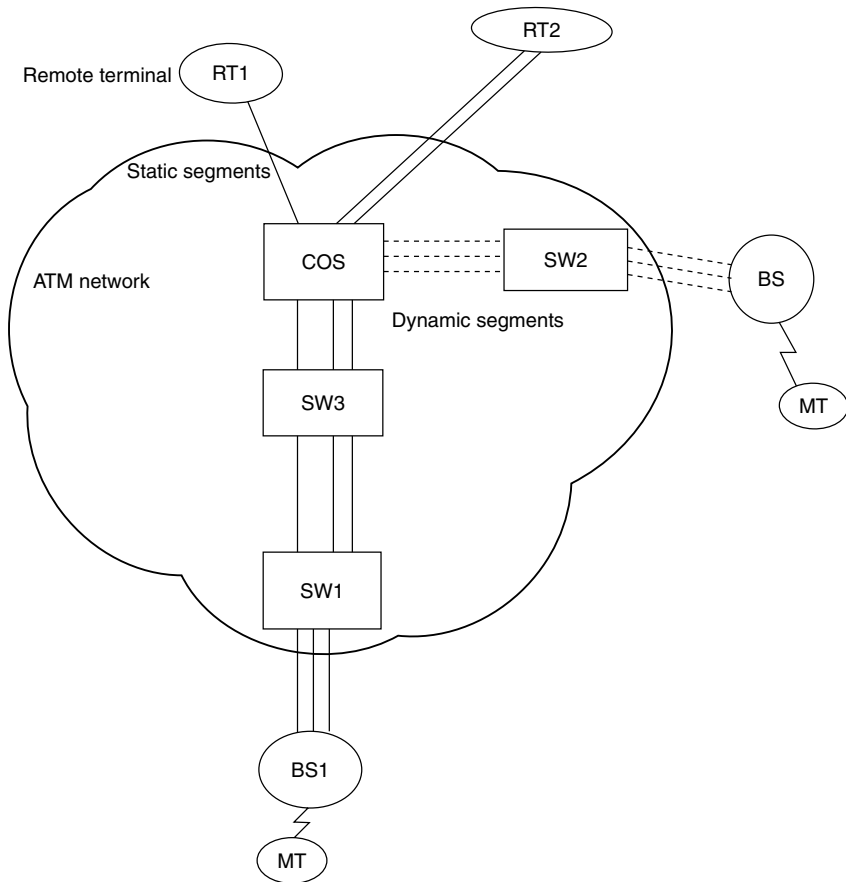 RT2
Remote terminal
RT1
Static segments
COS
SW2
BS
ATM network
Dynamic segments
SW3
MT
SW1
BS1
MT